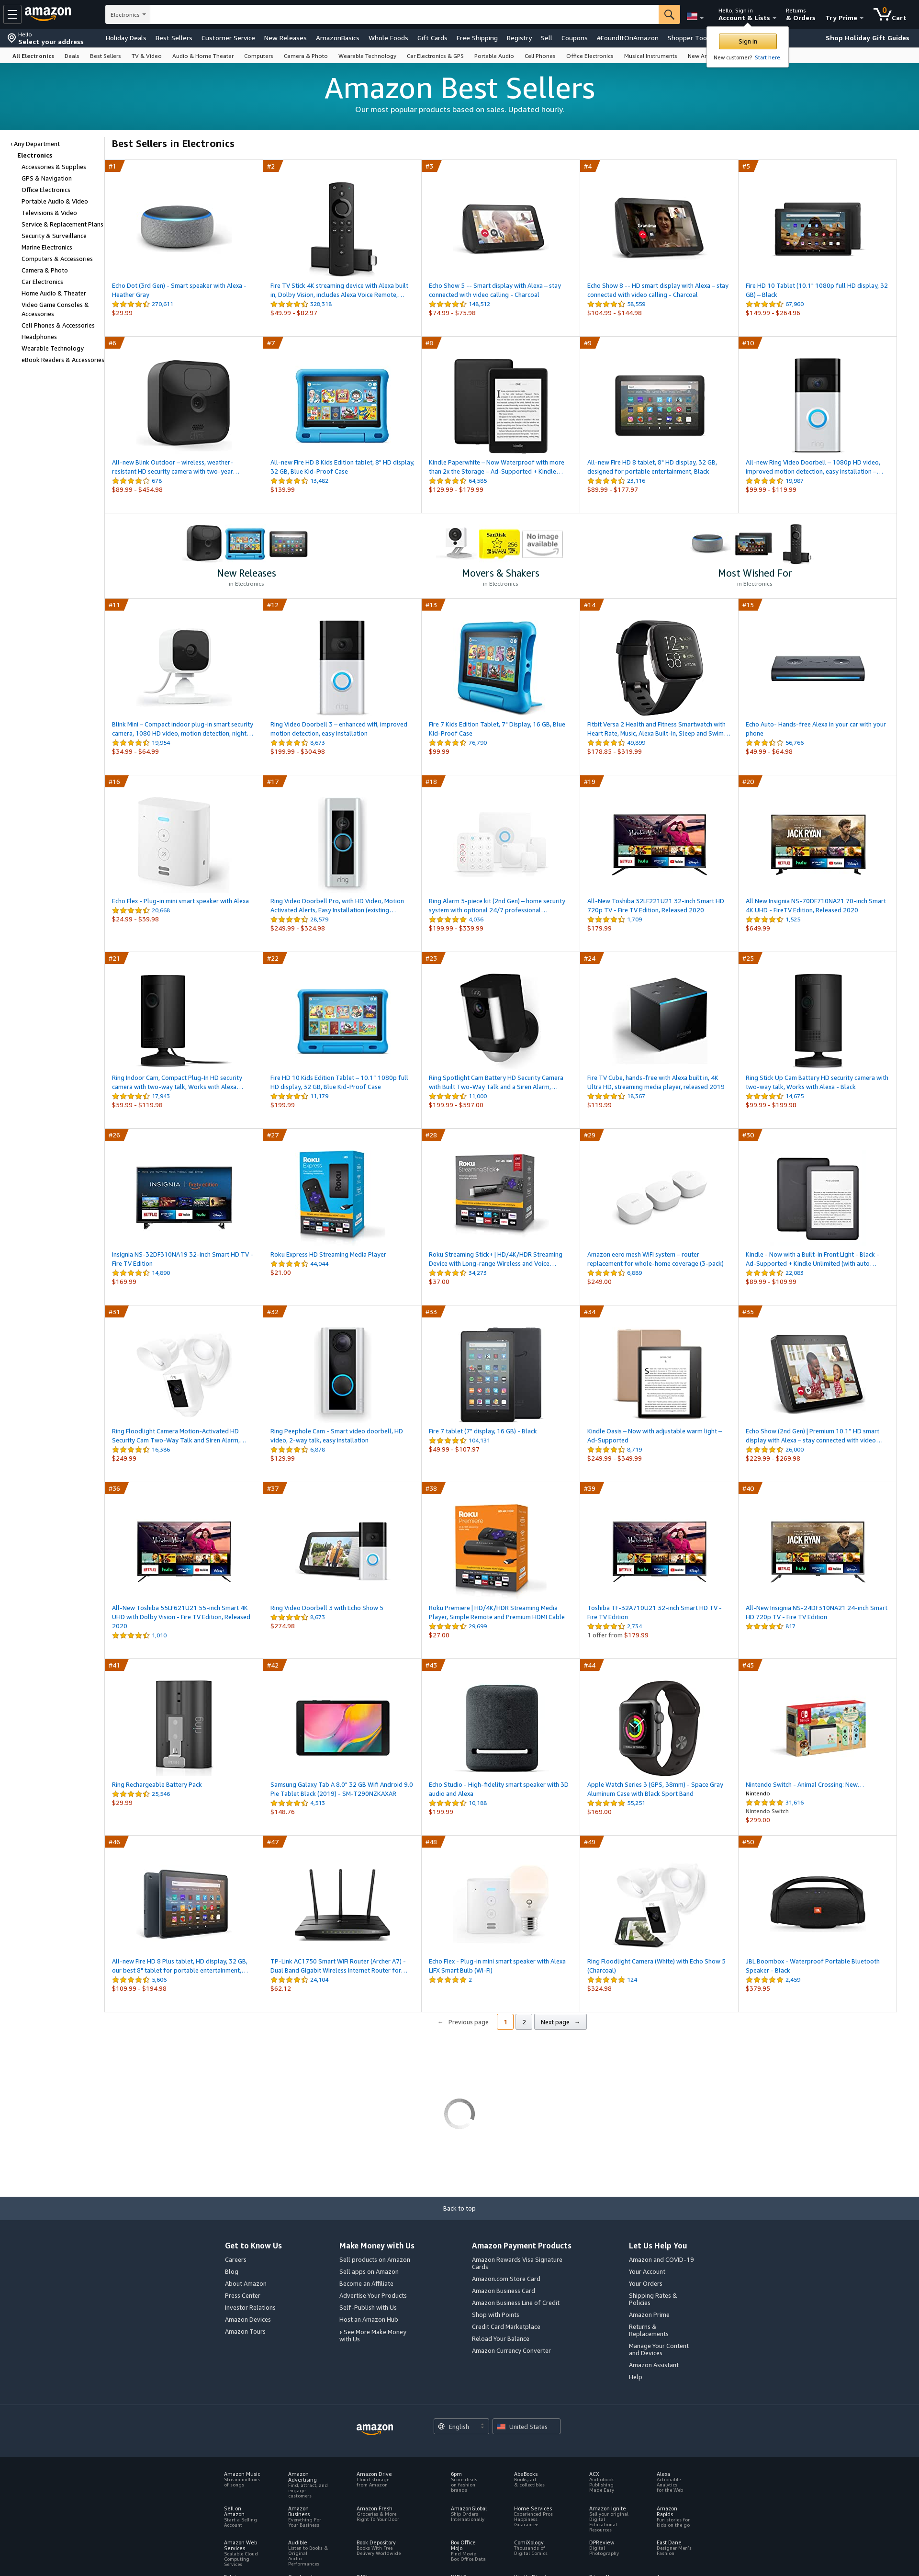 Hello
Select your address
amazon
Electronics
Hello, Sign in
Account & Lists
Returns
& Orders
Try Prime
0
Cart
Holiday Deals Best Sellers Customer Service New Releases AmazonBasics Whole Foods Gift Cards Free Shipping Registry Sell Coupons #FoundItOnAmazon Shopper Too
Shop Holiday Gift Guides
Sign in
New customer? Start here.
All Electronics Deals Best Sellers TV & Video Audio & Home Theater Computers Camera & Photo Wearable Technology Car Electronics & GPS Portable Audio Cell Phones Office Electronics Musical Instruments New Ar
Amazon Best Sellers
Our most popular products based on sales. Updated hourly.
‹ Any Department
Electronics
Accessories & Supplies
GPS & Navigation
Office Electronics
Portable Audio & Video
Televisions & Video
Service & Replacement Plans
Security & Surveillance
Marine Electronics
Computers & Accessories
Camera & Photo
Car Electronics
Home Audio & Theater
Video Game Consoles &
Accessories
Cell Phones & Accessories
Headphones
Wearable Technology
eBook Readers & Accessories
Best Sellers in Electronics
#1
Echo Dot (3rd Gen) - Smart speaker with Alexa -
Heather Gray
270,611
$29.99
#2
Fire TV Stick 4K streaming device with Alexa built
in, Dolby Vision, includes Alexa Voice Remote,…
328,318
$49.99 - $82.97
#3
Echo Show 5 -- Smart display with Alexa – stay
connected with video calling - Charcoal
148,512
$74.99 - $75.98
#4
Echo Show 8 -- HD smart display with Alexa – stay
connected with video calling - Charcoal
58,559
$104.99 - $144.98
#5
Fire HD 10 Tablet (10.1" 1080p full HD display, 32
GB) – Black
67,960
$149.99 - $264.96
#6
All-new Blink Outdoor – wireless, weather-
resistant HD security camera with two-year…
678
$89.99 - $454.98
#7
All-new Fire HD 8 Kids Edition tablet, 8" HD display,
32 GB, Blue Kid-Proof Case
13,482
$139.99
#8
Kindle Paperwhite – Now Waterproof with more
than 2x the Storage – Ad-Supported + Kindle…
64,585
$129.99 - $179.99
#9
All-new Fire HD 8 tablet, 8" HD display, 32 GB,
designed for portable entertainment, Black
23,116
$89.99 - $177.97
#10
All-new Ring Video Doorbell – 1080p HD video,
improved motion detection, easy installation –…
19,987
$99.99 - $119.99
SanDisk
256
No image
available
New Releases
in Electronics
Movers & Shakers
in Electronics
Most Wished For
in Electronics
#11
Blink Mini – Compact indoor plug-in smart security
camera, 1080 HD video, motion detection, night…
19,954
$34.99 - $64.99
#12
Ring Video Doorbell 3 – enhanced wifi, improved
motion detection, easy installation
8,673
$199.99 - $304.98
#13
Fire 7 Kids Edition Tablet, 7" Display, 16 GB, Blue
Kid-Proof Case
76,790
$99.99
#14
Fitbit Versa 2 Health and Fitness Smartwatch with
Heart Rate, Music, Alexa Built-In, Sleep and Swim…
49,899
$178.85 - $319.99
#15
Echo Auto- Hands-free Alexa in your car with your
phone
56,766
$49.99 - $64.98
#16
Echo Flex - Plug-in mini smart speaker with Alexa
20,666
$24.99 - $39.98
#17
Ring Video Doorbell Pro, with HD Video, Motion
Activated Alerts, Easy Installation (existing…
28,579
$249.99 - $324.98
#18
Ring Alarm 5-piece kit (2nd Gen) – home security
system with optional 24/7 professional…
4,036
$199.99 - $339.99
#19
All-New Toshiba 32LF221U21 32-inch Smart HD
720p TV - Fire TV Edition, Released 2020
1,709
$179.99
#20
JACK RYAN
All New Insignia NS-70DF710NA21 70-inch Smart
4K UHD - FireTV Edition, Released 2020
1,525
$649.99
#21
Ring Indoor Cam, Compact Plug-In HD security
camera with two-way talk, Works with Alexa…
17,943
$59.99 - $119.98
#22
Fire HD 10 Kids Edition Tablet – 10.1" 1080p full
HD display, 32 GB, Blue Kid-Proof Case
11,179
$199.99
#23
Ring Spotlight Cam Battery HD Security Camera
with Built Two-Way Talk and a Siren Alarm,…
11,000
$199.99 - $597.00
#24
Fire TV Cube, hands-free with Alexa built in, 4K
Ultra HD, streaming media player, released 2019
18,367
$119.99
#25
Ring Stick Up Cam Battery HD security camera with
two-way talk, Works with Alexa - Black
14,675
$99.99 - $199.98
#26
INSIGNIA
Insignia NS-32DF310NA19 32-inch Smart HD TV -
Fire TV Edition
14,890
$169.99
#27
Roku
Express
Roku Express HD Streaming Media Player
44,044
$21.00
#28
Roku
StreamingStick+
Roku Streaming Stick+ | HD/4K/HDR Streaming
Device with Long-range Wireless and Voice…
34,273
$37.00
#29
Amazon eero mesh WiFi system – router
replacement for whole-home coverage (3-pack)
6,889
$249.00
#30
Kindle - Now with a Built-in Front Light - Black -
Ad-Supported + Kindle Unlimited (with auto…
22,083
$89.99 - $109.99
#31
Ring Floodlight Camera Motion-Activated HD
Security Cam Two-Way Talk and Siren Alarm,…
16,386
$249.99
#32
Ring Peephole Cam - Smart video doorbell, HD
video, 2-way talk, easy installation
6,876
$129.99
#33
Fire 7 tablet (7" display, 16 GB) - Black
104,131
$49.99 - $107.97
#34
Kindle Oasis – Now with adjustable warm light –
Ad-Supported
8,719
$249.99 - $349.99
#35
Echo Show (2nd Gen) | Premium 10.1" HD smart
display with Alexa – stay connected with video…
26,000
$229.99 - $269.98
#36
All-New Toshiba 55LF621U21 55-inch Smart 4K
UHD with Dolby Vision - Fire TV Edition, Released
2020
1,010
#37
Ring Video Doorbell 3 with Echo Show 5
8,673
$274.98
#38
Roku
Premiere
Roku Premiere | HD/4K/HDR Streaming Media
Player, Simple Remote and Premium HDMI Cable
29,699
$27.00
#39
Toshiba TF-32A710U21 32-inch Smart HD TV -
Fire TV Edition
2,734
1 offer from $179.99
#40
JACK RYAN
All-New Insignia NS-24DF310NA21 24-inch Smart
HD 720p TV - Fire TV Edition
817
#41
Ring Rechargeable Battery Pack
25,546
$29.99
#42
Samsung Galaxy Tab A 8.0" 32 GB Wifi Android 9.0
Pie Tablet Black (2019) - SM-T290NZKAXAR
4,513
$148.76
#43
Echo Studio - High-fidelity smart speaker with 3D
audio and Alexa
10,188
$199.99
#44
Apple Watch Series 3 (GPS, 38mm) - Space Gray
Aluminum Case with Black Sport Band
55,251
$169.00
#45
Nintendo Switch - Animal Crossing: New…
Nintendo
31,616
Nintendo Switch
$299.00
#46
All-new Fire HD 8 Plus tablet, HD display, 32 GB,
our best 8" tablet for portable entertainment,…
5,606
$109.99 - $194.98
#47
TP-Link AC1750 Smart WiFi Router (Archer A7) -
Dual Band Gigabit Wireless Internet Router for…
24,104
$62.12
#48
Echo Flex - Plug-in mini smart speaker with Alexa
LIFX Smart Bulb (Wi-Fi)
2
#49
Ring Floodlight Camera (White) with Echo Show 5
(Charcoal)
124
$324.98
#50
JBL Boombox - Waterproof Portable Bluetooth
Speaker - Black
2,459
$379.95
← Previous page 1 2 Next page →
Back to top
Get to Know Us
Careers
Blog
About Amazon
Press Center
Investor Relations
Amazon Devices
Amazon Tours
Make Money with Us
Sell products on Amazon
Sell apps on Amazon
Become an Affiliate
Advertise Your Products
Self-Publish with Us
Host an Amazon Hub
› See More Make Money
with Us
Amazon Payment Products
Amazon Rewards Visa Signature
Cards
Amazon.com Store Card
Amazon Business Card
Amazon Business Line of Credit
Shop with Points
Credit Card Marketplace
Reload Your Balance
Amazon Currency Converter
Let Us Help You
Amazon and COVID-19
Your Account
Your Orders
Shipping Rates &
Policies
Amazon Prime
Returns &
Replacements
Manage Your Content
and Devices
Amazon Assistant
Help
amazon
English
United States
Amazon Music
Stream millions
of songs
Amazon
Advertising
Find, attract, and
engage
customers
Amazon Drive
Cloud storage
from Amazon
6pm
Score deals
on fashion
brands
AbeBooks
Books, art
& collectibles
ACX
Audiobook
Publishing
Made Easy
Alexa
Actionable
Analytics
for the Web
Sell on
Amazon
Start a Selling
Account
Amazon
Business
Everything For
Your Business
Amazon Fresh
Groceries & More
Right To Your Door
AmazonGlobal
Ship Orders
Internationally
Home Services
Experienced Pros
Happiness
Guarantee
Amazon Ignite
Sell your original
Digital
Educational
Resources
Amazon
Rapids
Fun stories for
kids on the go
Amazon Web
Services
Scalable Cloud
Computing
Services
Audible
Listen to Books &
Original
Audio
Performances
Book Depository
Books With Free
Delivery Worldwide
Box Office
Mojo
Find Movie
Box Office Data
ComiXology
Thousands of
Digital Comics
DPReview
Digital
Photography
East Dane
Designer Men's
Fashion